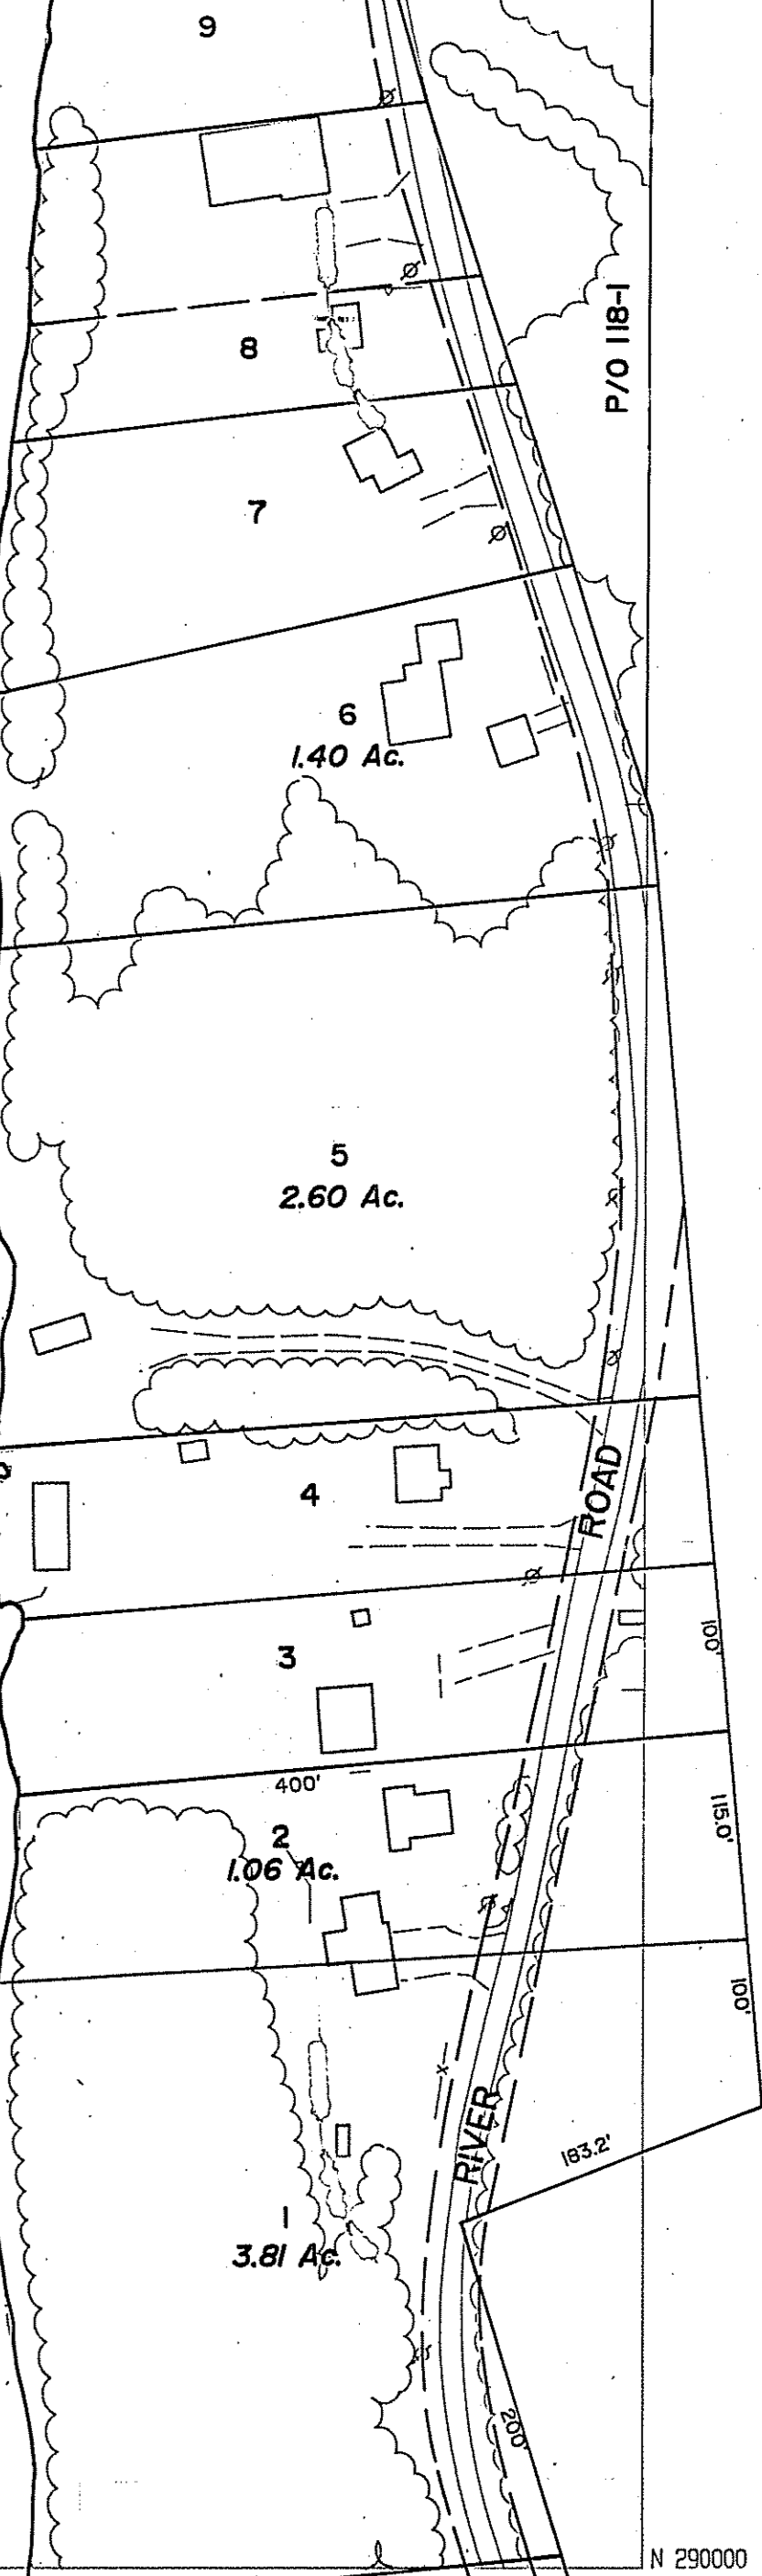 9
P/O 118-1
8
7
6
1.40 Ac.
5
2.60 Ac.
ROAD
4
3
100'
400'
2
1.06 Ac.
115.0'
100'
x
RIVER
183.2'
1
3.81 Ac.
200'
N 290000